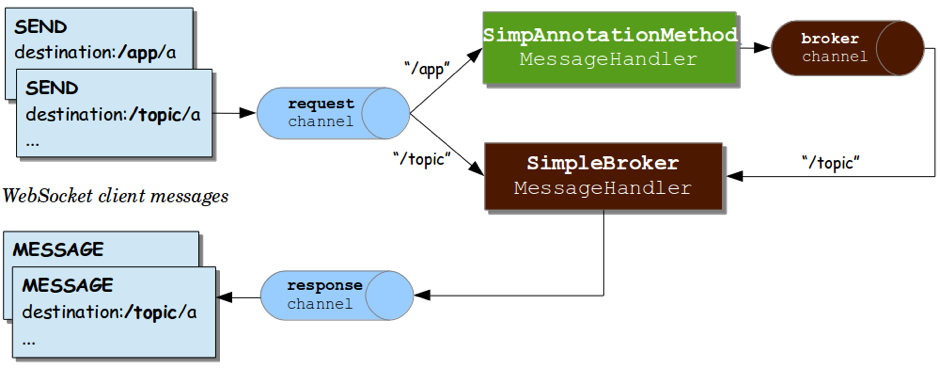 SEND
destination:/app/a
SEND
destination:/topic/a
...
WebSocket client messages
request
channel
"/app"
"/topic"
SimpAnnotationMethod
MessageHandler
broker
channel
SimpleBroker
MessageHandler
"/topic"
MESSAGE
MESSAGE
destination:/topic/a
...
response
channel